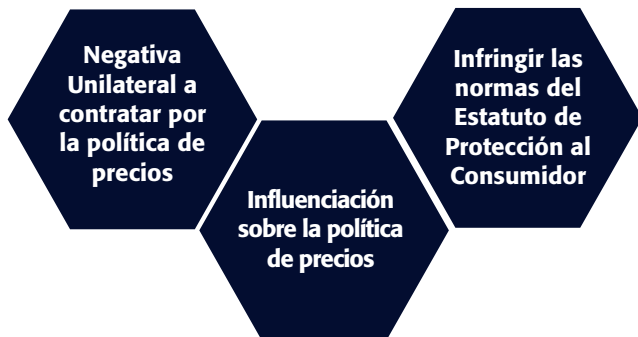 Negativa
Unilateral a
contratar por
la política de
precios
Influenciación
sobre la política
de precios
Infringir las
normas del
Estatuto de
Protección al
Consumidor